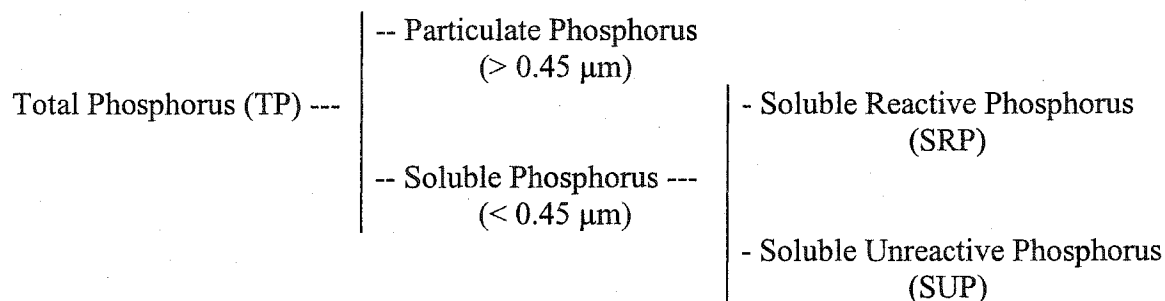 -- Particulate Phosphorus
(> 0.45 μm)
Total Phosphorus (TP) ---
- Soluble Reactive Phosphorus
(SRP)
-- Soluble Phosphorus ---
(< 0.45 μm)
- Soluble Unreactive Phosphorus
(SUP)